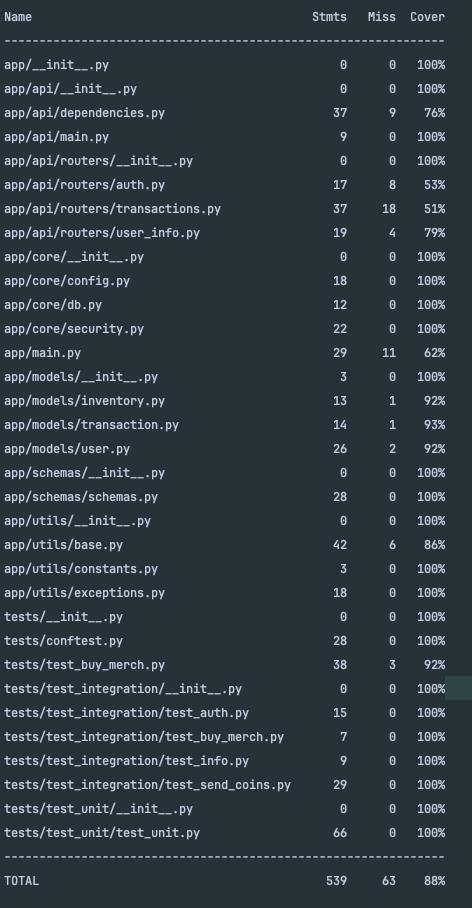 Name Stmts Miss Cover
---------------------------------------------------------------
app/__init__.py 0 0 100%
app/api/__init__.py 0 0 100%
app/api/dependencies.py 37 9 76%
app/api/main.py 9 0 100%
app/api/routers/__init__.py 0 0 100%
app/api/routers/auth.py 17 8 53%
app/api/routers/transactions.py 37 18 51%
app/api/routers/user_info.py 19 4 79%
app/core/__init__.py 0 0 100%
app/core/config.py 18 0 100%
app/core/db.py 12 0 100%
app/core/security.py 22 0 100%
app/main.py 29 11 62%
app/models/__init__.py 3 0 100%
app/models/inventory.py 13 1 92%
app/models/transaction.py 14 1 93%
app/models/user.py 26 2 92%
app/schemas/__init__.py 0 0 100%
app/schemas/schemas.py 28 0 100%
app/utils/__init__.py 0 0 100%
app/utils/base.py 42 6 86%
app/utils/constants.py 3 0 100%
app/utils/exceptions.py 18 0 100%
tests/__init__.py 0 0 100%
tests/conftest.py 28 0 100%
tests/test_buy_merch.py 38 3 92%
tests/test_integration/__init__.py 0 0 100%
tests/test_integration/test_auth.py 15 0 100%
tests/test_integration/test_buy_merch.py 7 0 100%
tests/test_integration/test_info.py 9 0 100%
tests/test_integration/test_send_coins.py 29 0 100%
tests/test_unit/__init__.py 0 0 100%
tests/test_unit/test_unit.py 66 0 100%
---------------------------------------------------------------
TOTAL 539 63 88%